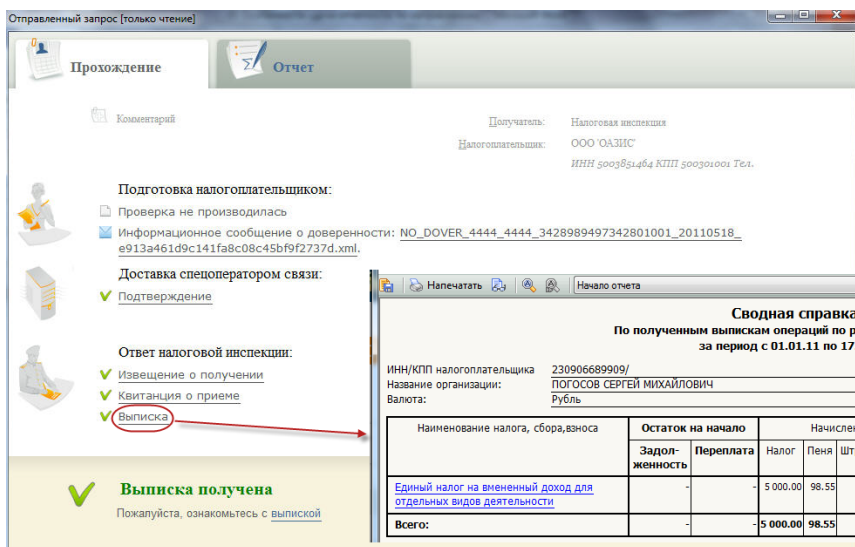 Отправленный запрос [только чтение]
Прохождение
Отчет
Комментарий
Получатель: Налоговая инспекция
Налогоплательщик: ООО 'ОАЗИС'
ИНН 5003851464 КПП 500301001 Тел.
Подготовка налогоплательщиком:
Проверка не производилась
Информационное сообщение о доверенности: NO_DOVER_4444_4444_3428989497342801001_20110518_
e913a461d9c141fa8c08c45bf9f2737d.xml.
Доставка спецоператором связи:
Подтверждение
Ответ налоговой инспекции:
Извещение о получении
Квитанция о приеме
Выписка
Выписка получена
Пожалуйста, ознакомьтесь с выпиской
Напечатать
Начало отчета
Сводная справка
По полученным выпискам операций по р
за период с 01.01.11 по 17
ИНН/КПП налогоплательщика 230906689909/
Название организации: ПОГОСОВ СЕРГЕЙ МИХАЙЛОВИЧ
Валюта: Рубль
Наименование налога, сбора,взноса Остаток на начало Начислен
Задол- Переплата Налог Пеня Шт
женность
Единый налог на вмененный доход для - - 5 000.00 98.55
отдельных видов деятельности
Всего: - - 5 000.00 98.55